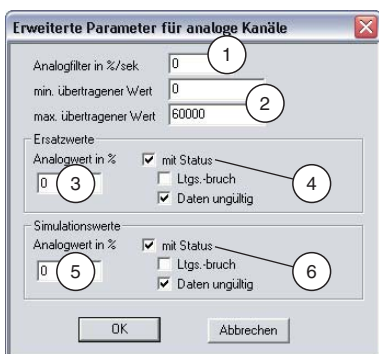 Erweiterte Parameter für analoge Kanäle
Analogfilter in %/sek 0 1
min. übertragener Wert 0
2
max. übertragener Wert 60000
Ersatzwerte
Analogwert in % mit Status
0 3 Ltgs.-bruch 4
Daten ungültig
Simulationswerte
Analogwert in % mit Status
0 5 Ltgs.-bruch 6
Daten ungültig
OK Abbrechen